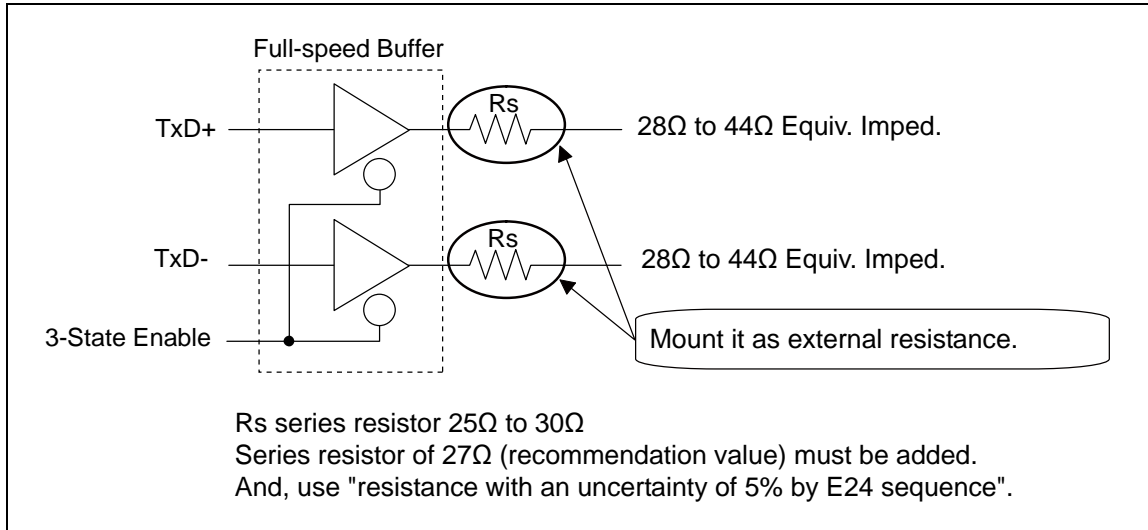 Full-speed Buffer
TxD+
Rs
28Ω to 44Ω Equiv. Imped.
TxD-
Rs
28Ω to 44Ω Equiv. Imped.
3-State Enable
Mount it as external resistance.
Rs series resistor 25Ω to 30Ω
Series resistor of 27Ω (recommendation value) must be added.
And, use "resistance with an uncertainty of 5% by E24 sequence".